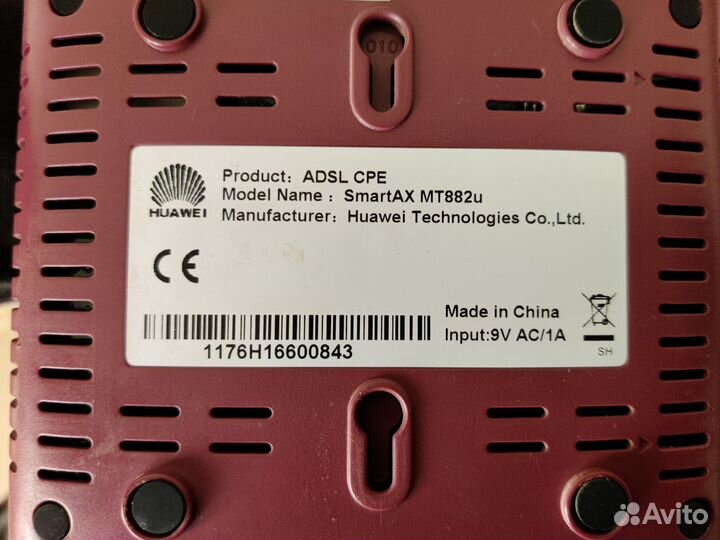 010
HUAWEI
Product: ADSL CPE
Model Name : SmartAX MT882u
Manufacturer: Huawei Technologies Co.,Ltd.
CE
Made in China
Input:9V AC/1A
SH
1176H16600843
Avito